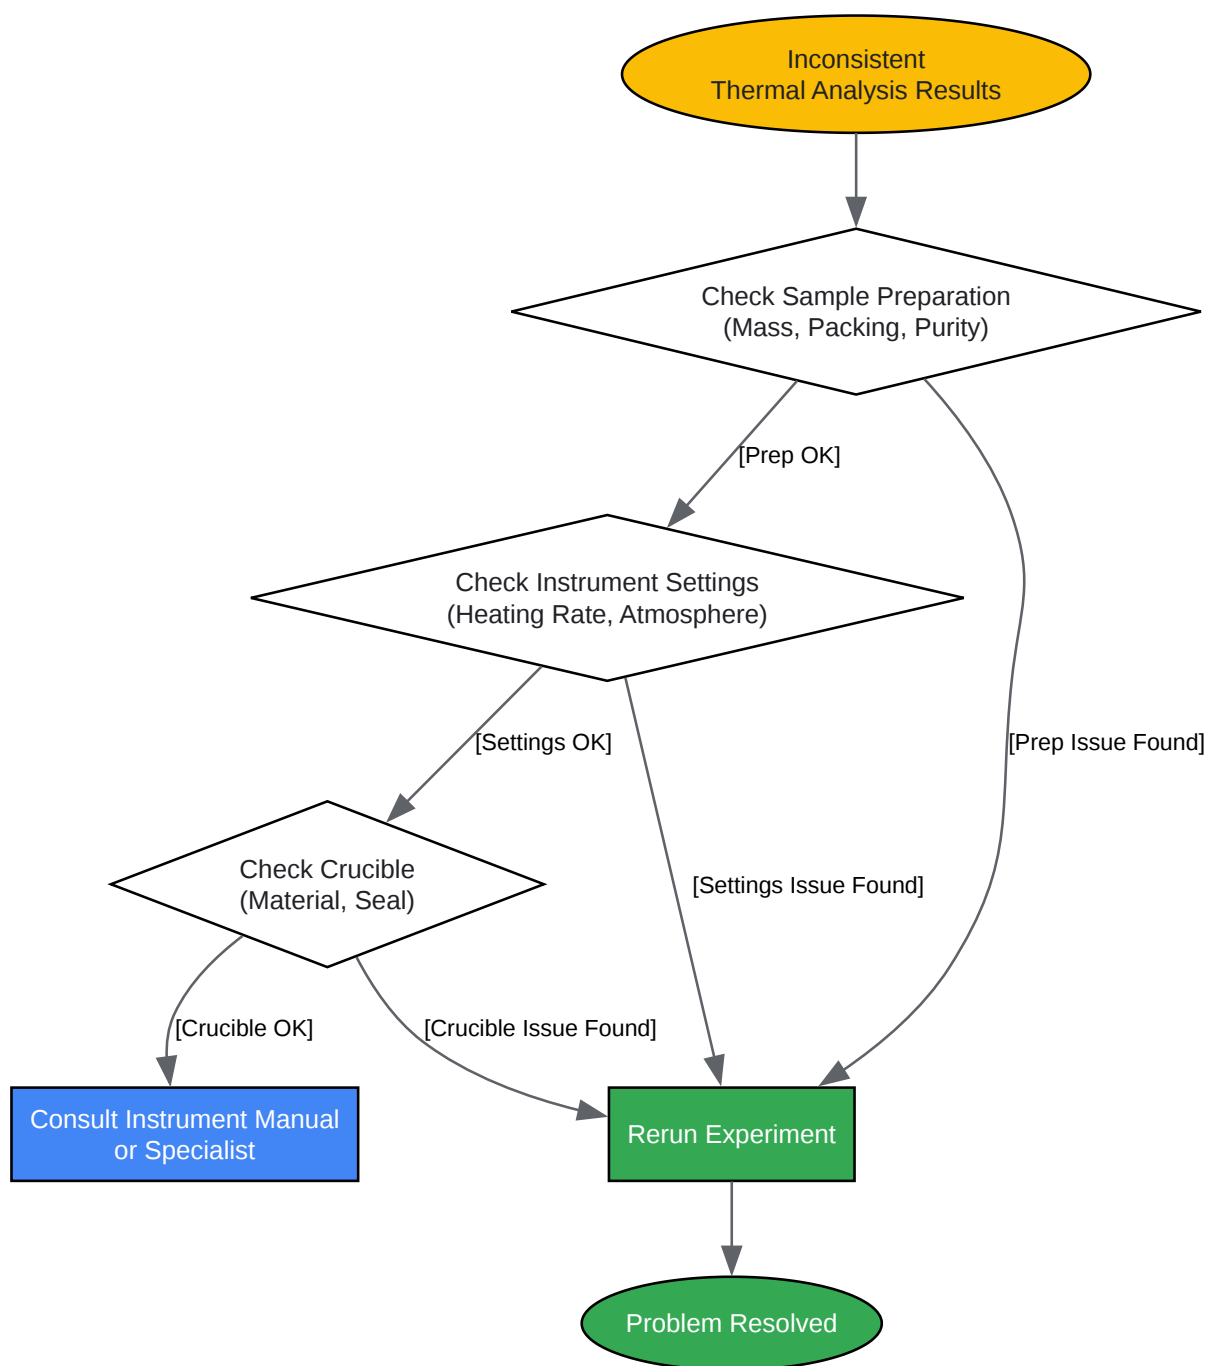 Inconsistent
Thermal Analysis Results
Check Sample Preparation
(Mass, Packing, Purity)
[Prep OK]
Check Instrument Settings
(Heating Rate, Atmosphere)
[Settings OK]
[Prep Issue Found]
Check Crucible
(Material, Seal)
[Settings Issue Found]
[Crucible OK]
[Crucible Issue Found]
Consult Instrument Manual
or Specialist
Rerun Experiment
Problem Resolved